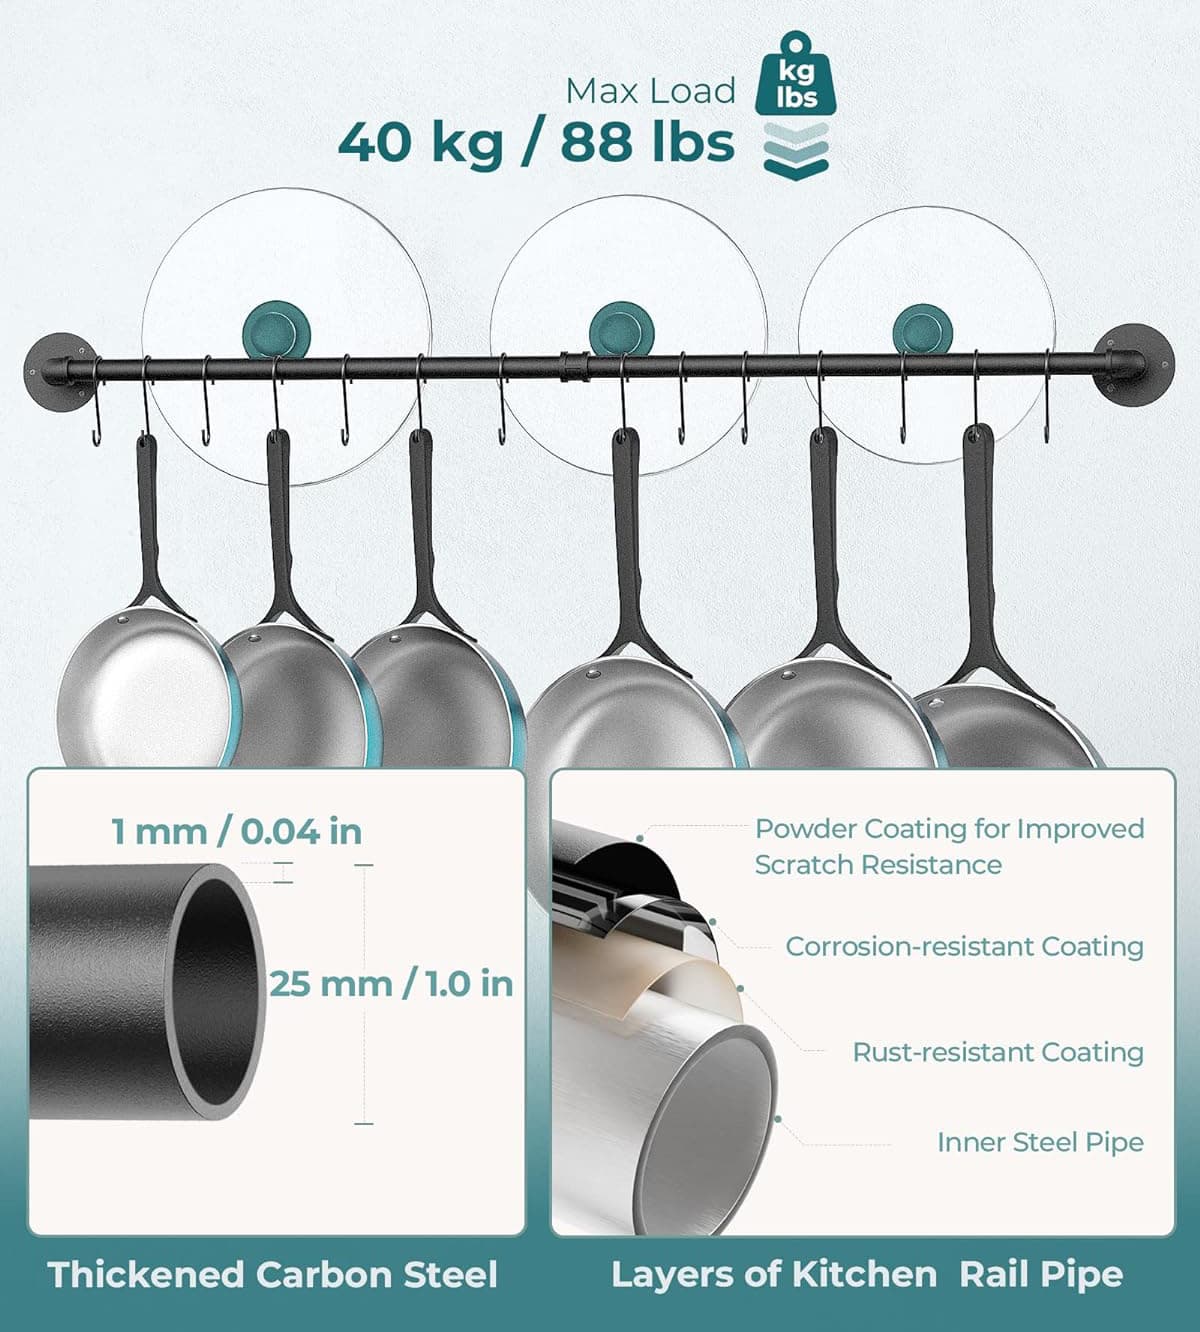 kg
lbs
Max Load
40 kg / 88 lbs
1 mm / 0.04 in
25 mm / 1.0 in
Thickened Carbon Steel
Powder Coating for Improved
Scratch Resistance
Corrosion-resistant Coating
Rust-resistant Coating
Inner Steel Pipe
Layers of Kitchen Rail Pipe